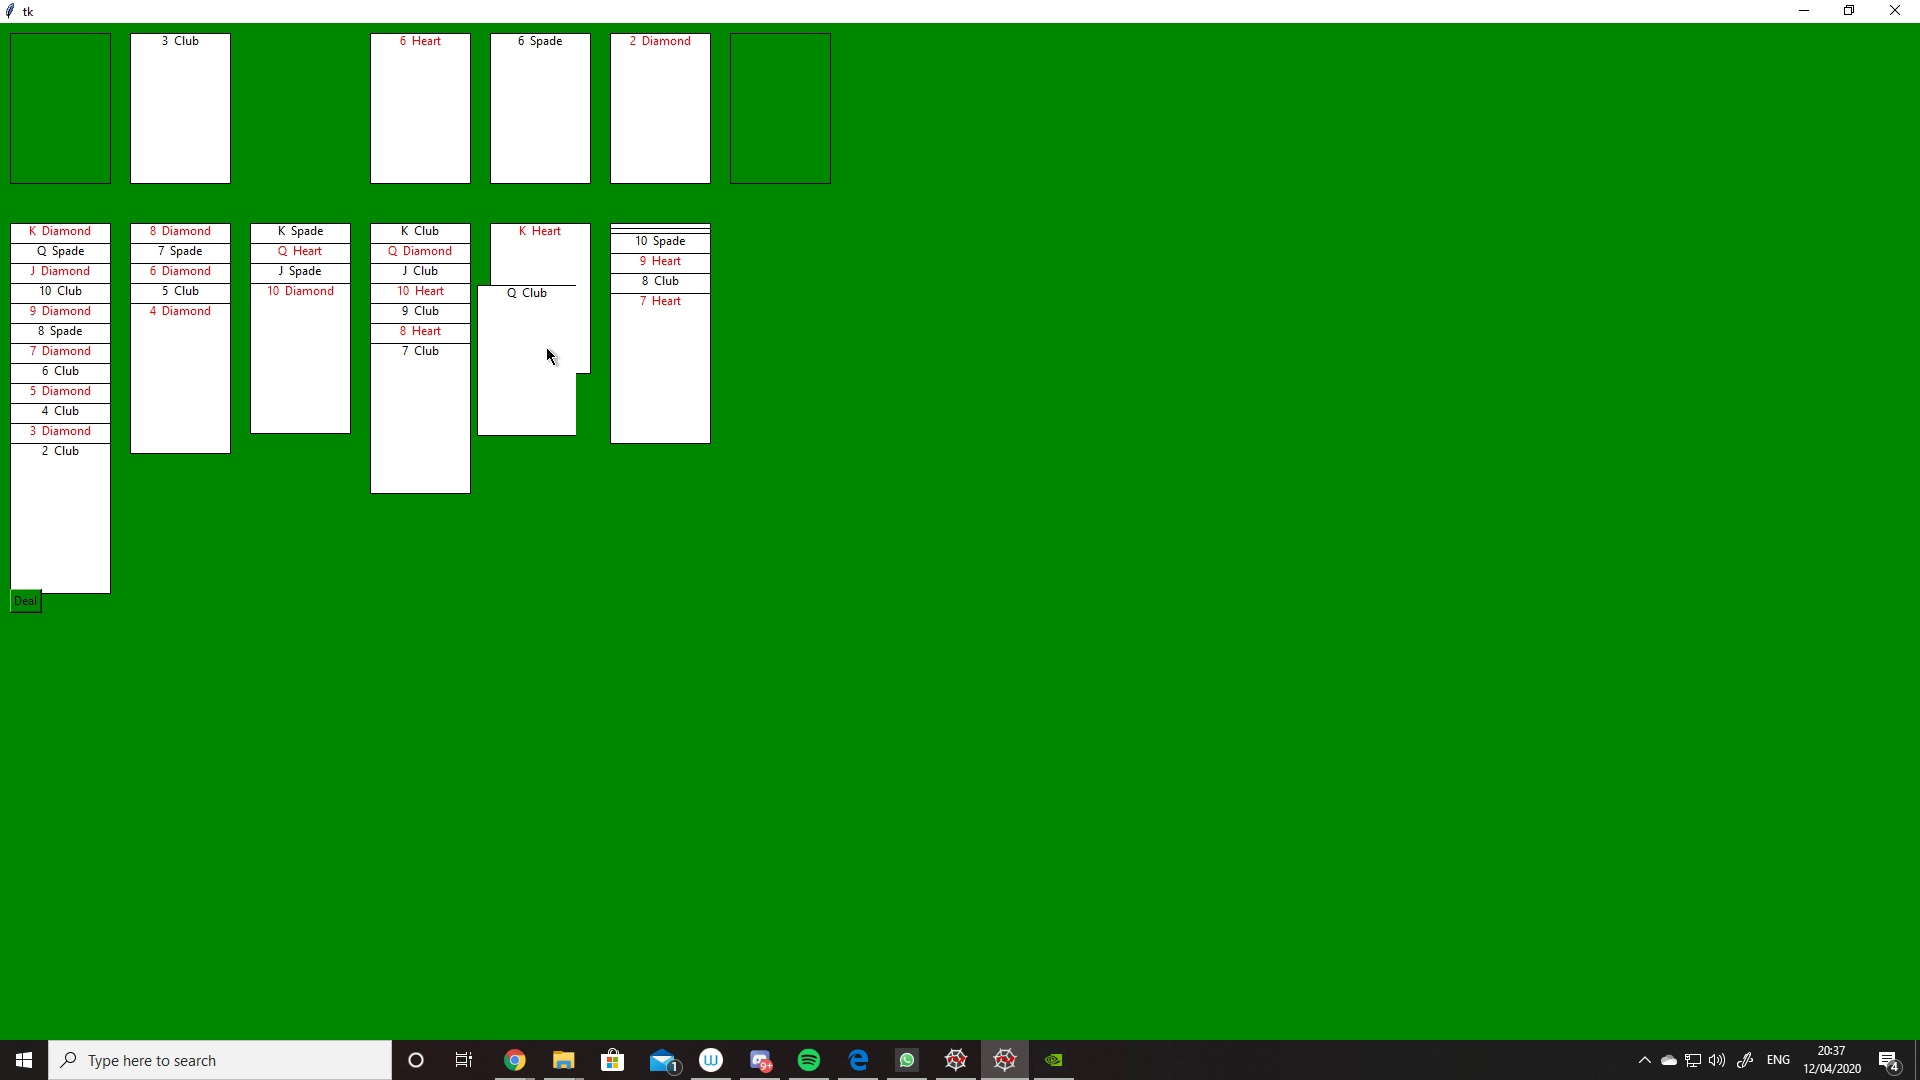 tk
3 Club
6 Heart
6 Spade
2 Diamond
K Diamond
Q Spade
J Diamond
10 Club
9 Diamond
8 Spade
7 Diamond
6 Club
5 Diamond
4 Club
3 Diamond
2 Club
8 Diamond
7 Spade
6 Diamond
5 Club
4 Diamond
K Spade
Q Heart
J Spade
10 Diamond
K Club
Q Diamond
J Club
10 Heart
9 Club
8 Heart
7 Club
K Heart
Q Club
10 Spade
9 Heart
8 Club
7 Heart
Deal
Type here to search
1
W
9+
ENG
20:37
12/04/2020
4